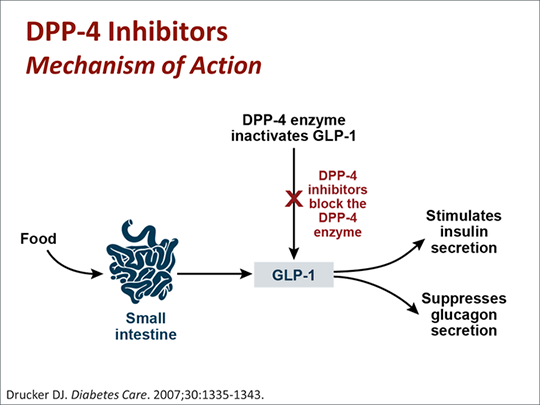 DPP-4 Inhibitors
Mechanism of Action
DPP-4 enzyme
inactivates GLP-1
DPP-4
inhibitors
block the
DPP-4
enzyme
Food
Small
intestine
GLP-1
Stimulates
insulin
secretion
Suppresses
glucagon
secretion
Drucker DJ. Diabetes Care. 2007;30:1335-1343.